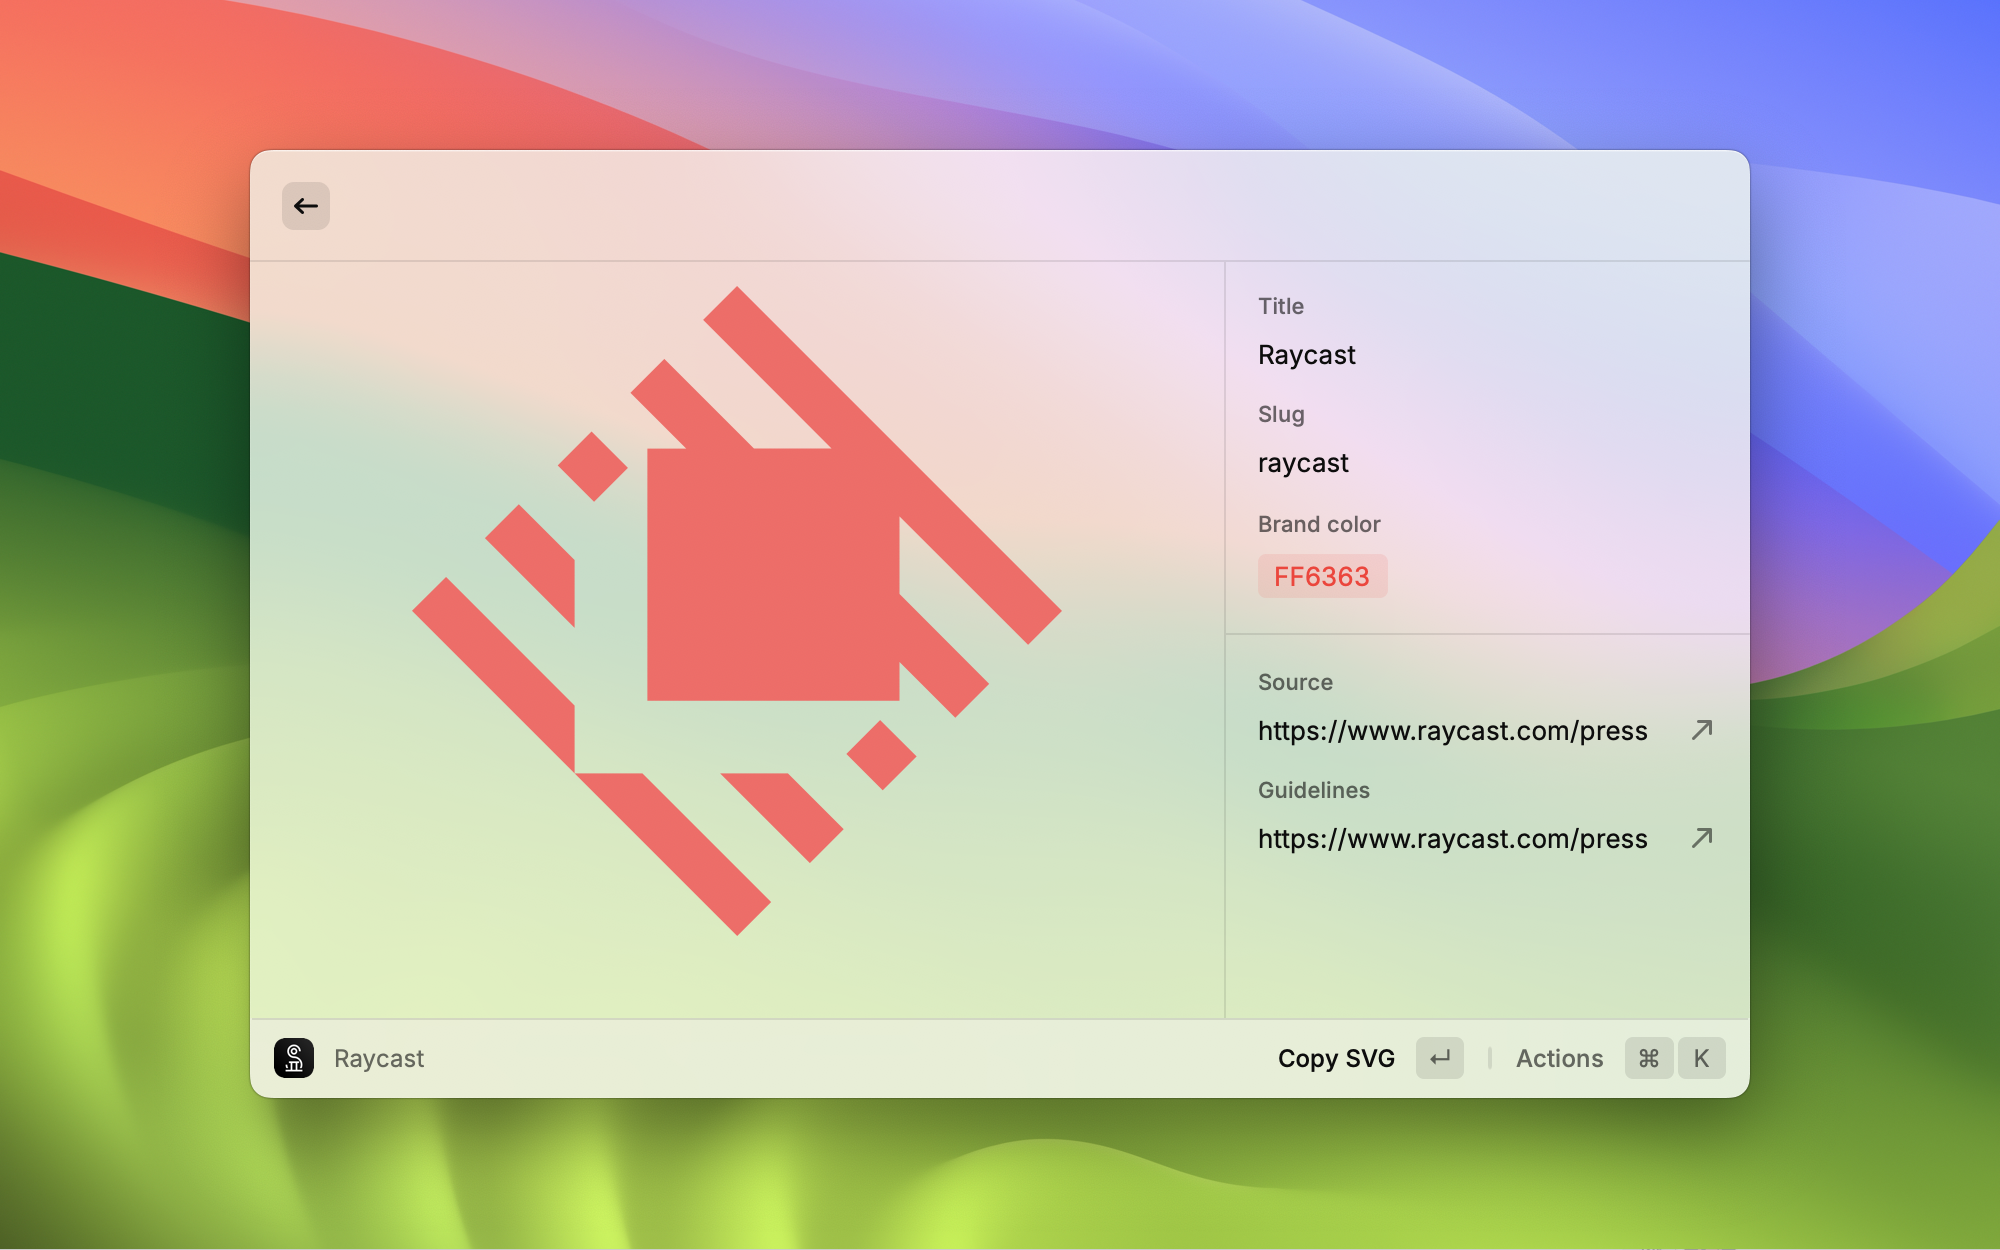 Title
Raycast
Slug
raycast
Brand color
FF6363
Source
https://www.raycast.com/press
Guidelines
https://www.raycast.com/press
Raycast
Copy SVG
Actions ⌘ K